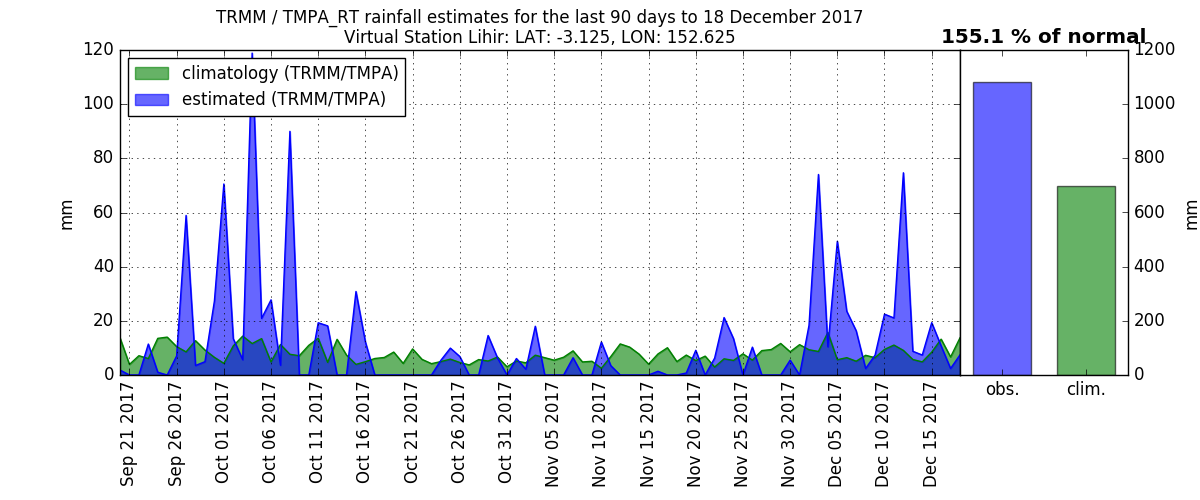 TRMM / TMPA_RT rainfall estimates for the last 90 days to 18 December 2017
Virtual Station Lihir: LAT: -3.125, LON: 152.625
155.1 % of normal
climatology (TRMM/TMPA)
estimated (TRMM/TMPA)
120
100
80
60
40
20
0
mm
Sep 21 2017
Sep 26 2017
Oct 01 2017
Oct 06 2017
Oct 11 2017
Oct 16 2017
Oct 21 2017
Oct 26 2017
Oct 31 2017
Nov 05 2017
Nov 10 2017
Nov 15 2017
Nov 20 2017
Nov 25 2017
Nov 30 2017
Dec 05 2017
Dec 10 2017
Dec 15 2017
1200
1000
800
600
400
200
0
mm
obs.
clim.